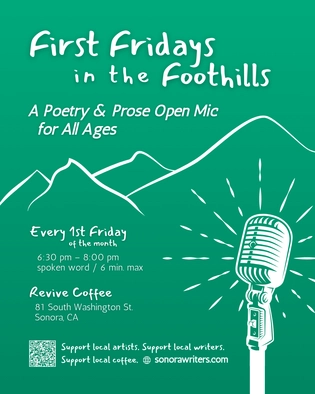 First Fridays
in the Foothills
A Poetry & Prose Open Mic
for All Ages
Every 1st Friday
of the month
6:30 pm – 8:00 pm
spoken word / 6 min. max
Revive Coffee
81 South Washington St.
Sonora, CA
Support local artists. Support local writers.
Support local coffee. sonorawriters.com